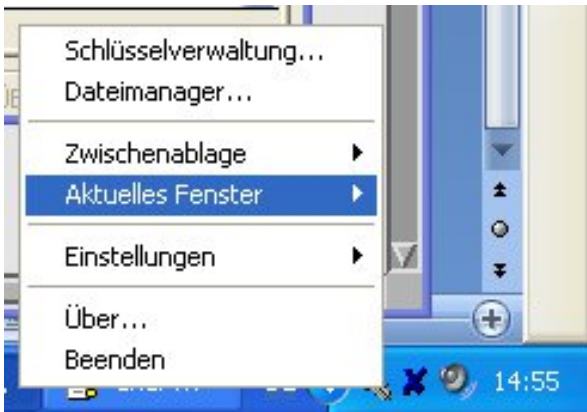 Schlüsselverwaltung...
Dateimanager...
Zwischenablage
Aktuelles Fenster
Einstellungen
Über...
Beenden
14:55